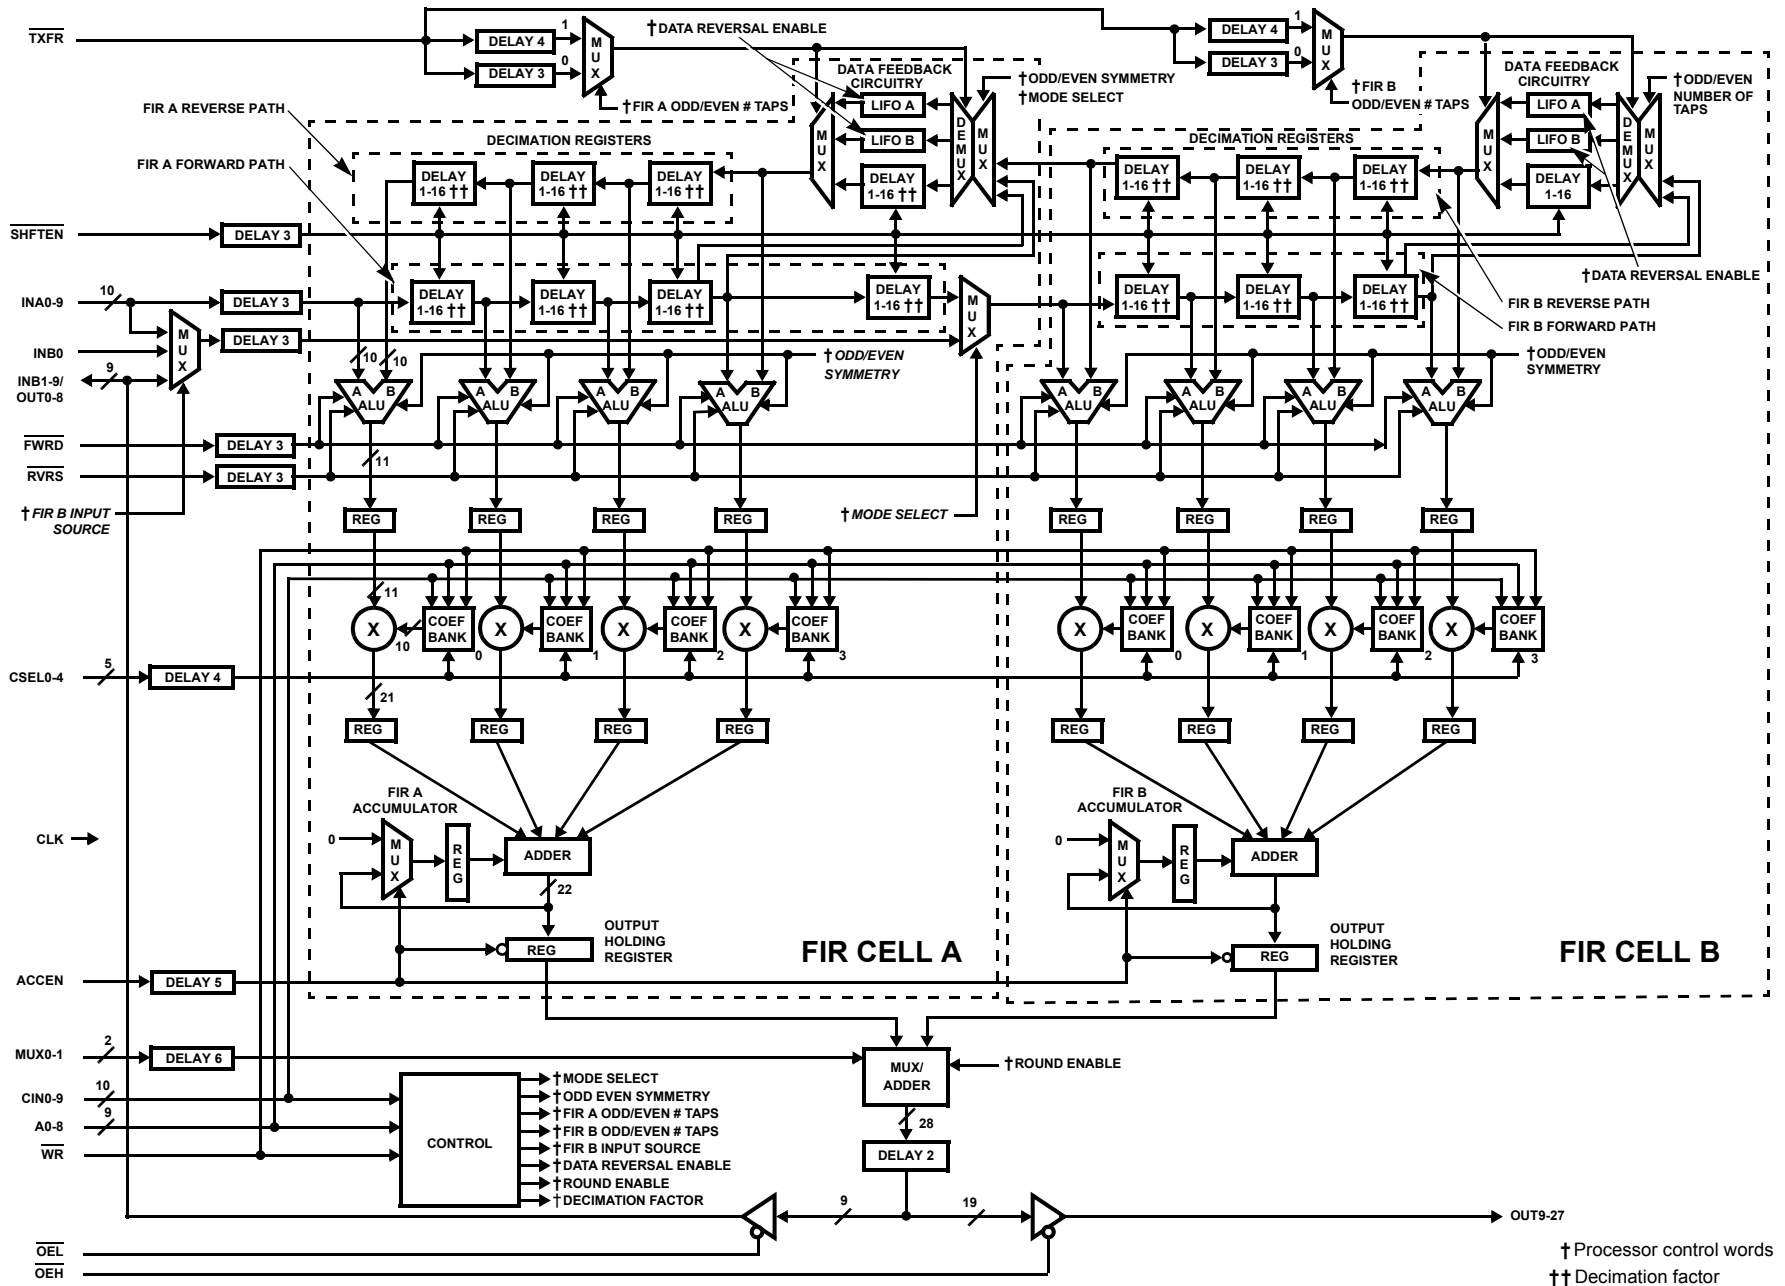 TXFR
DELAY 4
1
DELAY 3
0
MUX
† FIR A ODD/EVEN # TAPS
† DATA REVERSAL ENABLE
DATA FEEDBACK
CIRCUITRY
LIFO A
LIFO B
DELAY
1-16 ††
MUX
DEMUX
MUX
† ODD/EVEN SYMMETRY
† MODE SELECT
DELAY 4
1
DELAY 3
0
MUX
† FIR B
ODD/EVEN # TAPS
DATA FEEDBACK
CIRCUITRY
LIFO A
LIFO B
DELAY
1-16
MUX
DEMUX
MUX
† ODD/EVEN
NUMBER OF
TAPS
FIR A REVERSE PATH
FIR A FORWARD PATH
DECIMATION REGISTERS
DELAY
1-16 ††
DELAY
1-16 ††
DELAY
1-16 ††
DECIMATION REGISTERS
DELAY
1-16 ††
DELAY
1-16 ††
DELAY
1-16 ††
SHFTEN
DELAY 3
† DATA REVERSAL ENABLE
FIR B REVERSE PATH
FIR B FORWARD PATH
INA0-9
10
DELAY 3
DELAY
1-16 ††
DELAY
1-16 ††
DELAY
1-16 ††
DELAY
1-16 ††
MUX
DELAY
1-16 ††
DELAY
1-16 ††
DELAY
1-16 ††
INB0
MUX
DELAY 3
INB1-9/
OUT0-8
9
10
10
† ODD/EVEN
SYMMETRY
† ODD/EVEN
SYMMETRY
A B
ALU
A B
ALU
A B
ALU
A B
ALU
A B
ALU
A B
ALU
A B
ALU
A B
ALU
FWRD
DELAY 3
11
RVRS
DELAY 3
† FIR B INPUT
SOURCE
† MODE SELECT
REG
REG
REG
REG
REG
REG
REG
REG
11
X
10
COEF
BANK
0
X
COEF
BANK
1
X
COEF
BANK
2
X
COEF
BANK
3
X
COEF
BANK
0
X
COEF
BANK
1
X
COEF
BANK
2
X
COEF
BANK
3
CSEL0-4
5
DELAY 4
21
REG
REG
REG
REG
REG
REG
REG
REG
FIR A
ACCUMULATOR
FIR B
ACCUMULATOR
CLK
0
MUX
REG
ADDER
22
0
MUX
REG
ADDER
OUTPUT
HOLDING
REGISTER
REG
FIR CELL A
OUTPUT
HOLDING
REGISTER
REG
FIR CELL B
ACCEN
DELAY 5
MUX0-1
2
DELAY 6
MUX/
ADDER
† ROUND ENABLE
28
DELAY 2
CIN0-9
10
A0-8
9
WR
CONTROL
† MODE SELECT
† ODD EVEN SYMMETRY
† FIR A ODD/EVEN # TAPS
† FIR B ODD/EVEN # TAPS
† FIR B INPUT SOURCE
† DATA REVERSAL ENABLE
† ROUND ENABLE
† DECIMATION FACTOR
9
19
OUT9-27
OEL
OEH
† Processor control words
†† Decimation factor